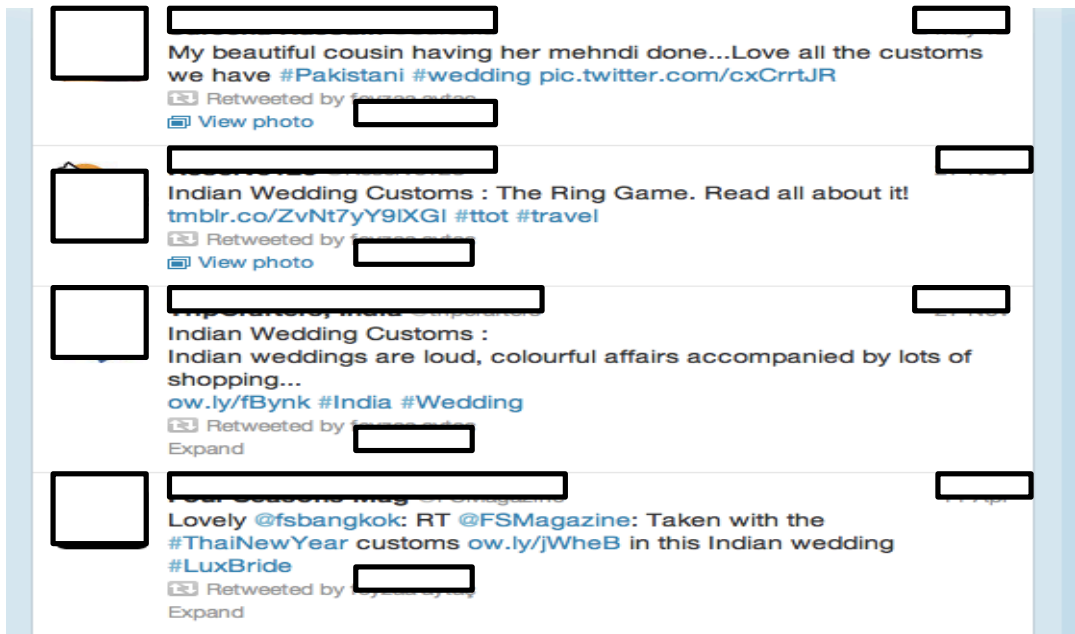 My beautiful cousin having her mehndi done...Love all the customs
we have #Pakistani #wedding pic.twitter.com/cxCrrtJR
Retweeted by
View photo
Indian Wedding Customs : The Ring Game. Read all about it!
tmblr.co/ZvNt7yY9lXGl #ttot #travel
Retweeted by
View photo
Indian Wedding Customs :
Indian weddings are loud, colourful affairs accompanied by lots of
shopping...
ow.ly/fBynk #India #Wedding
Retweeted by
Expand
Lovely @fsbangkok: RT @FSMagazine: Taken with the
#ThaiNewYear customs ow.ly/jWheB in this Indian wedding
#LuxBride
Retweeted by
Expand